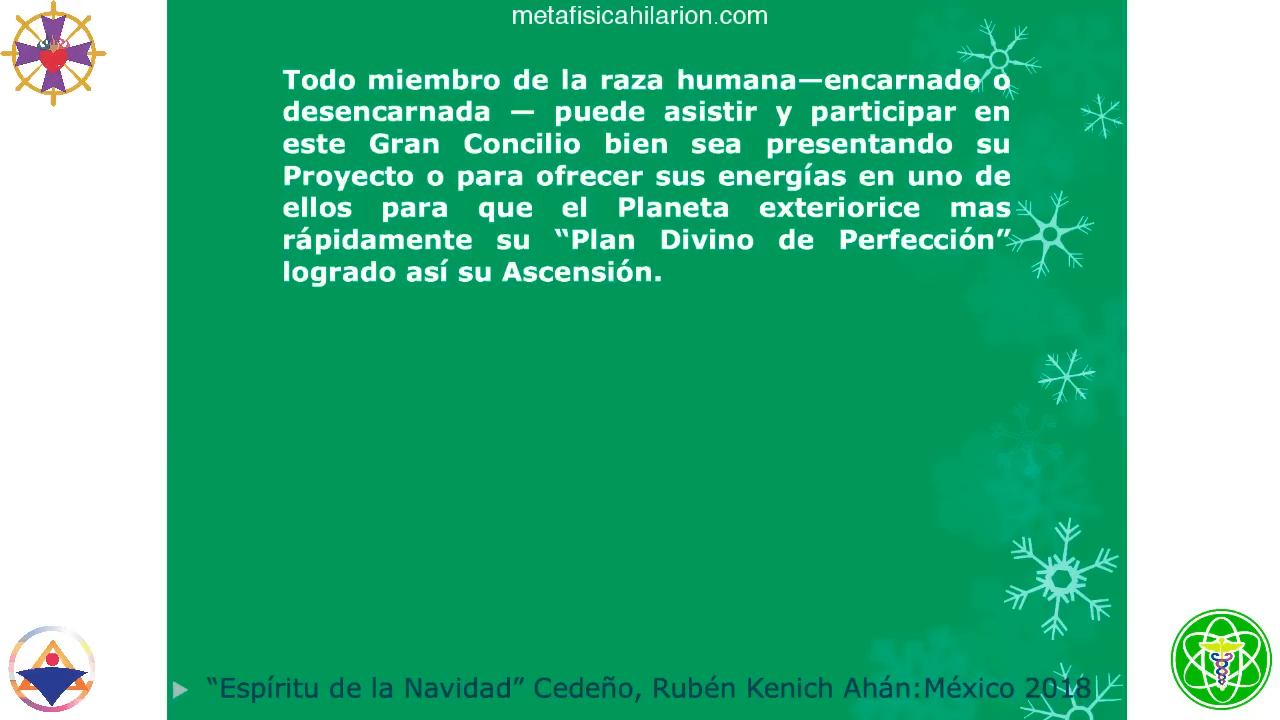 metafisicahilarion.com
Todo miembro de la raza humana—encarnado o
desencarnada — puede asistir y participar en
este Gran Concilio bien sea presentando su
Proyecto o para ofrecer sus energías en uno de
ellos para que el Planeta exteriorice mas
rápidamente su “Plan Divino de Perfección”
logrado así su Ascensión.
“Espíritu de la Navidad” Cedeño, Rubén Kenich Ahán:México 2018